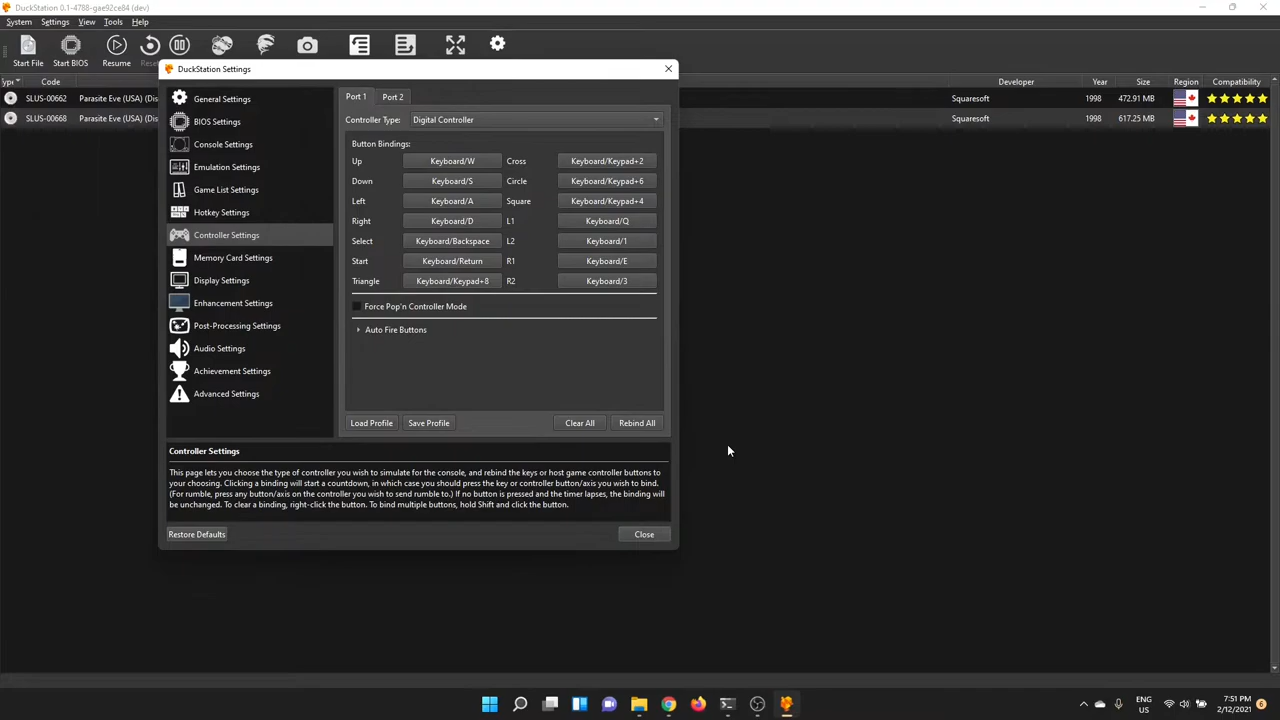 DuckStation 0.1-4788-gae92ce84 (dev)
System Settings View Tools Help
Start File Start BIOS Resume
Code Developer Year Size Region Compatibility
SLUS-00662 Parasite Eve (USA) (Dis Squaresoft 1998 472.91 MB
SLUS-00668 Parasite Eve (USA) (Dis Squaresoft 1998 617.25 MB
DuckStation Settings
General Settings
BIOS Settings
Console Settings
Emulation Settings
Game List Settings
Hotkey Settings
Controller Settings
Memory Card Settings
Display Settings
Enhancement Settings
Post-Processing Settings
Audio Settings
Achievement Settings
Advanced Settings
Port 1 Port 2
Controller Type: Digital Controller
Button Bindings:
Up Keyboard/W Cross Keyboard/Keypad+2
Down Keyboard/S Circle Keyboard/Keypad+6
Left Keyboard/A Square Keyboard/Keypad+4
Right Keyboard/D L1 Keyboard/Q
Select Keyboard/Backspace L2 Keyboard/1
Start Keyboard/Return R1 Keyboard/E
Triangle Keyboard/Keypad+8 R2 Keyboard/3
Force Pop'n Controller Mode
Auto Fire Buttons
Load Profile Save Profile Clear All Rebind All
Controller Settings
This page lets you choose the type of controller you wish to simulate for the console, and rebind the keys or host game controller buttons to
your choosing. Clicking a binding will start a countdown, in which case you should press the key or controller button/axis you wish to bind.
(For rumble, press any button/axis on the controller you wish to send rumble to.) If no button is pressed and the timer lapses, the binding will
be unchanged. To clear a binding, right-click the button. To bind multiple buttons, hold Shift and click the button.
Restore Defaults Close
ENG
US
7:51 PM
2/12/2021
6